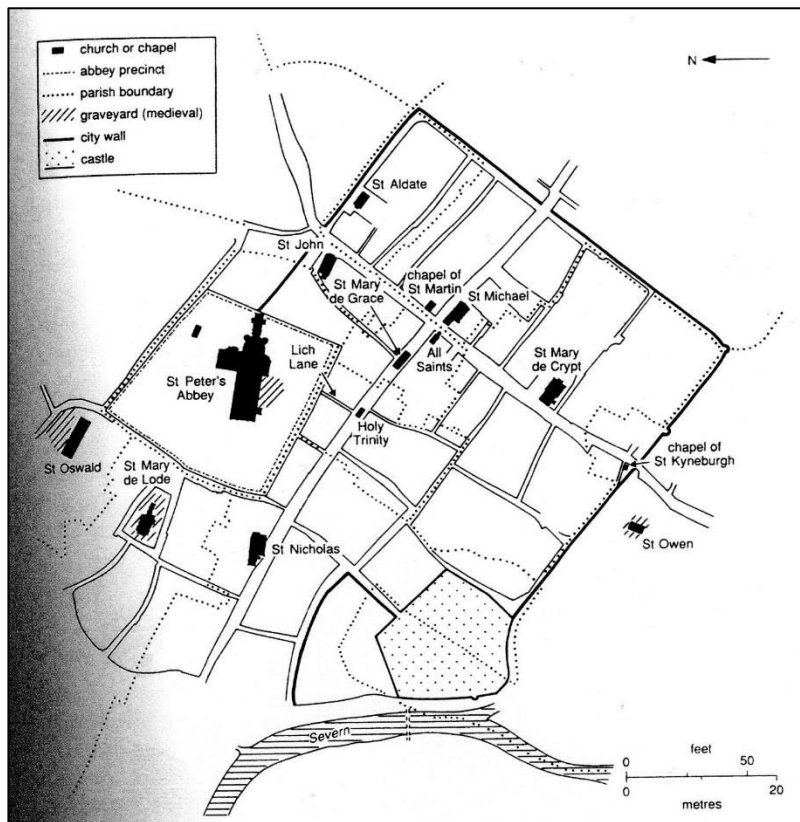 church or chapel
abbey precinct
parish boundary
graveyard (medieval)
city wall
castle
N
St Aldate
St John
St Mary
de Grace
chapel of
St Martin
St Michael
Lich
Lane
All
Saints
St Mary
de Crypt
St Peter's
Abbey
Holy
Trinity
St Oswald
St Mary
de Lode
chapel of
St Kyneburgh
St Nicholas
St Owen
Severn
feet
0 50
0 20
metres